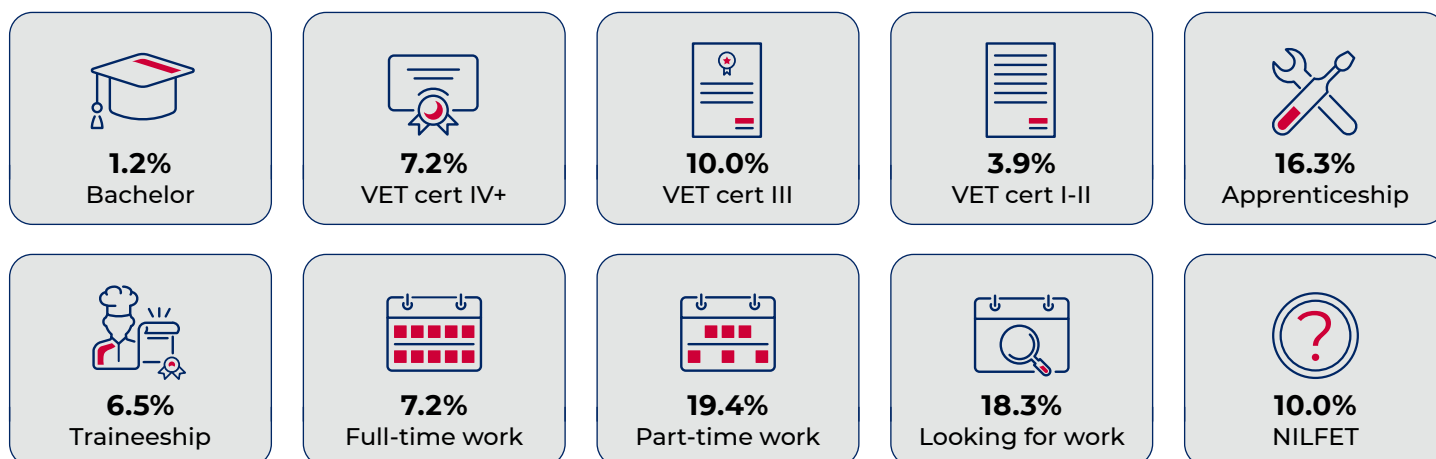 1.2%
Bachelor
7.2%
VET cert IV+
10.0%
VET cert III
3.9%
VET cert I-II
16.3%
Apprenticeship
6.5%
Traineeship
7.2%
Full-time work
19.4%
Part-time work
18.3%
Looking for work
?
10.0%
NILFET